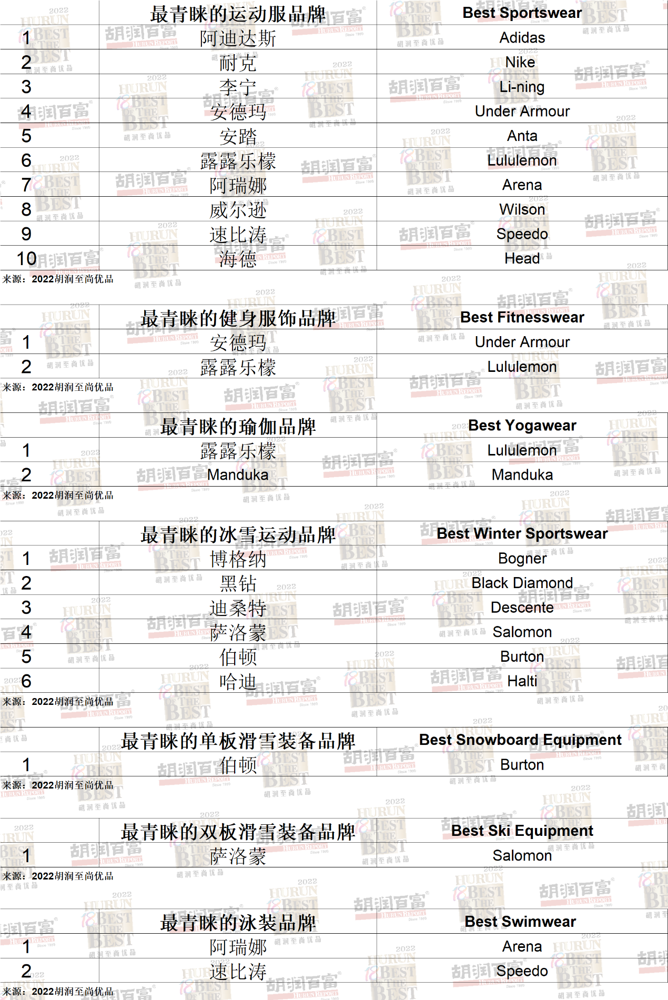 最青睐的运动服品牌 Best Sportswear
1 阿迪达斯 Adidas
2 耐克 Nike
3 李宁 Li-ning
4 安德玛 Under Armour
5 安踏 Anta
6 露露乐檬 Lululemon
7 阿瑞娜 Arena
8 威尔逊 Wilson
9 速比涛 Speedo
10 海德 Head
来源：2022胡润至尚优品
最青睐的健身服饰品牌 Best Fitnesswear
1 安德玛 Under Armour
2 露露乐檬 Lululemon
来源：2022胡润至尚优品
最青睐的瑜伽品牌 Best Yogawear
1 露露乐檬 Lululemon
2 Manduka Manduka
来源：2022胡润至尚优品
最青睐的冰雪运动品牌 Best Winter Sportswear
1 博格纳 Bogner
2 黑钻 Black Diamond
3 迪桑特 Descente
4 萨洛蒙 Salomon
5 伯顿 Burton
6 哈迪 Halti
来源：2022胡润至尚优品
最青睐的单板滑雪装备品牌 Best Snowboard Equipment
1 伯顿 Burton
来源：2022胡润至尚优品
最青睐的双板滑雪装备品牌 Best Ski Equipment
1 萨洛蒙 Salomon
来源：2022胡润至尚优品
最青睐的泳装品牌 Best Swimwear
1 阿瑞娜 Arena
2 速比涛 Speedo
来源：2022胡润至尚优品